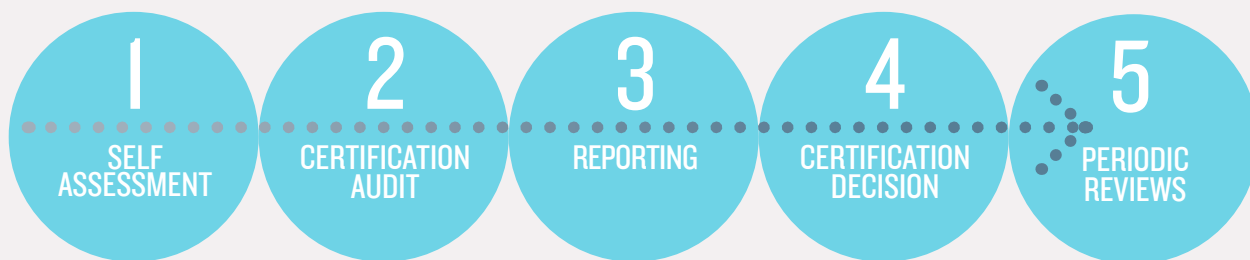 1
SELF
ASSESSMENT
2
CERTIFICATION
AUDIT
3
REPORTING
4
CERTIFICATION
DECISION
5
PERIODIC
REVIEWS